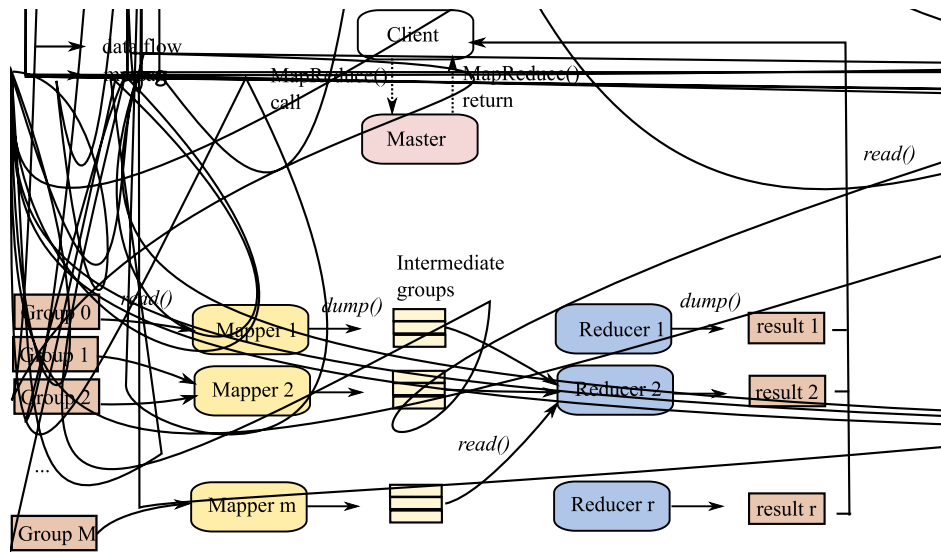 Client
data flow
MapReduce()
call
MapReduce()
return
Master
read()
Intermediate
groups
Group 0
read()
Mapper 1
dump()
Reducer 1
dump()
result 1
Group 1
Group 2
Mapper 2
Reducer 2
result 2
read()
...
Group M
Mapper m
Reducer r
result r